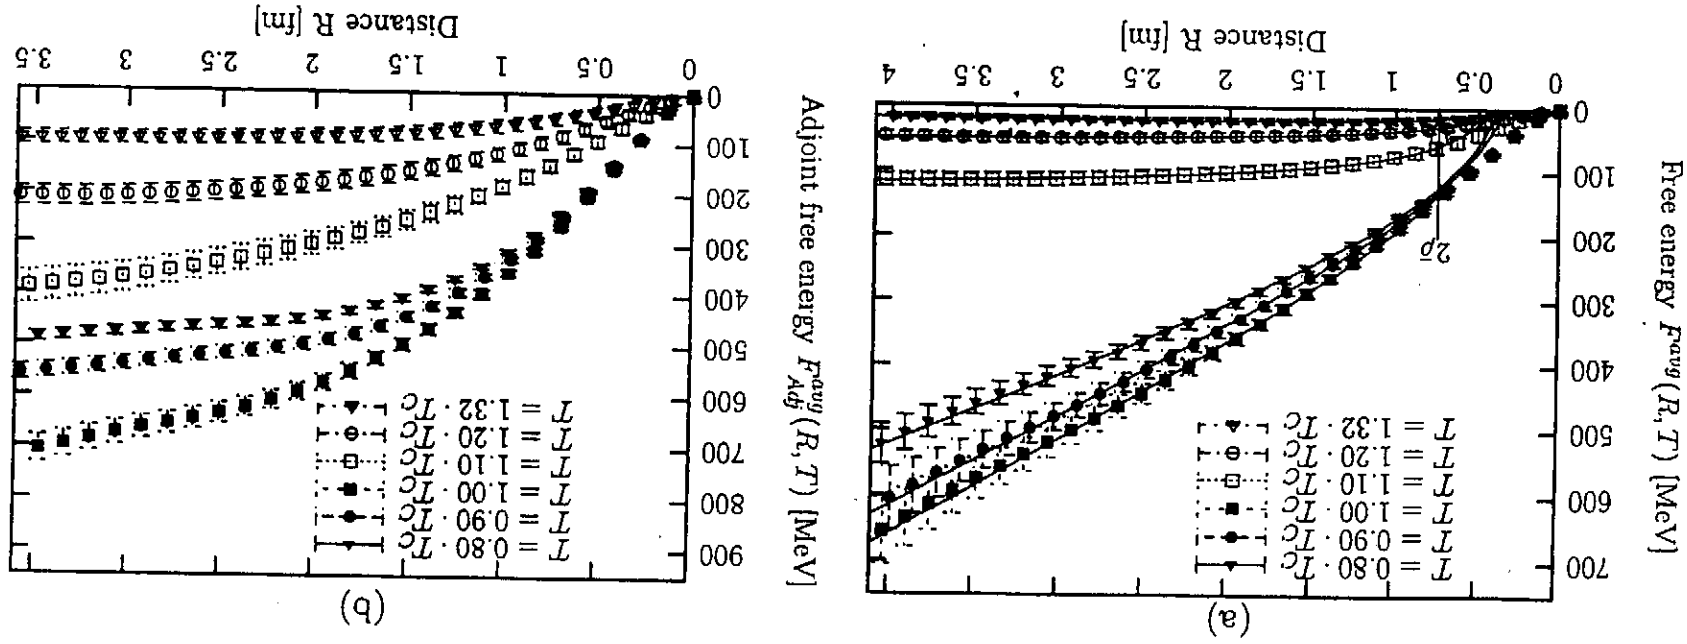 (a)
Free energy F^{avg}(R, T) [MeV]
700
600
500
400
300
200
100
0
T = 0.80 · T_C
T = 0.90 · T_C
T = 1.00 · T_C
T = 1.10 · T_C
T = 1.20 · T_C
T = 1.32 · T_C
2ρ̄
0 0.5 1 1.5 2 2.5 3 3.5 4
Distance R [fm]
(b)
Adjoint free energy F^{avg}_{Adj}(R, T) [MeV]
900
800
700
600
500
400
300
200
100
0
T = 0.80 · T_C
T = 0.90 · T_C
T = 1.00 · T_C
T = 1.10 · T_C
T = 1.20 · T_C
T = 1.32 · T_C
0 0.5 1 1.5 2 2.5 3 3.5
Distance R [fm]